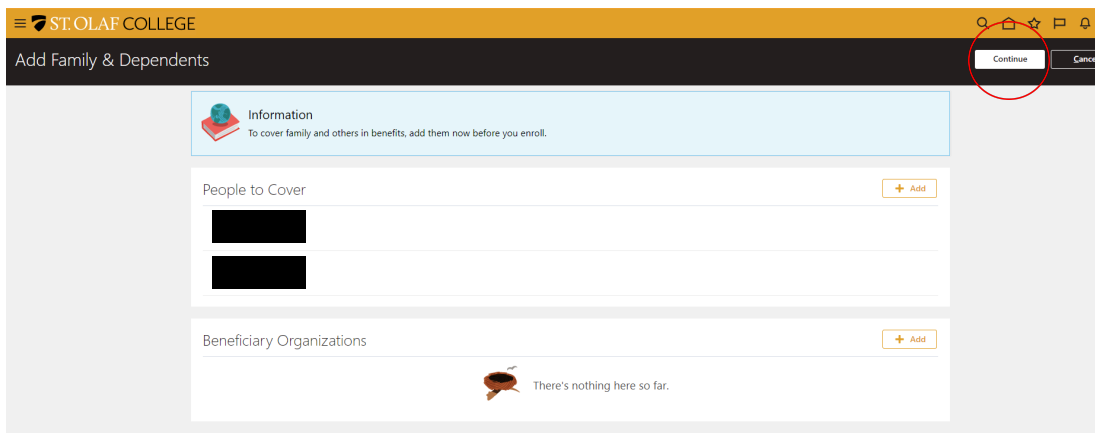 ST. OLAF COLLEGE
Add Family & Dependents
Continue
Cance
Information
To cover family and others in benefits, add them now before you enroll.
People to Cover
+ Add
Beneficiary Organizations
+ Add
There's nothing here so far.